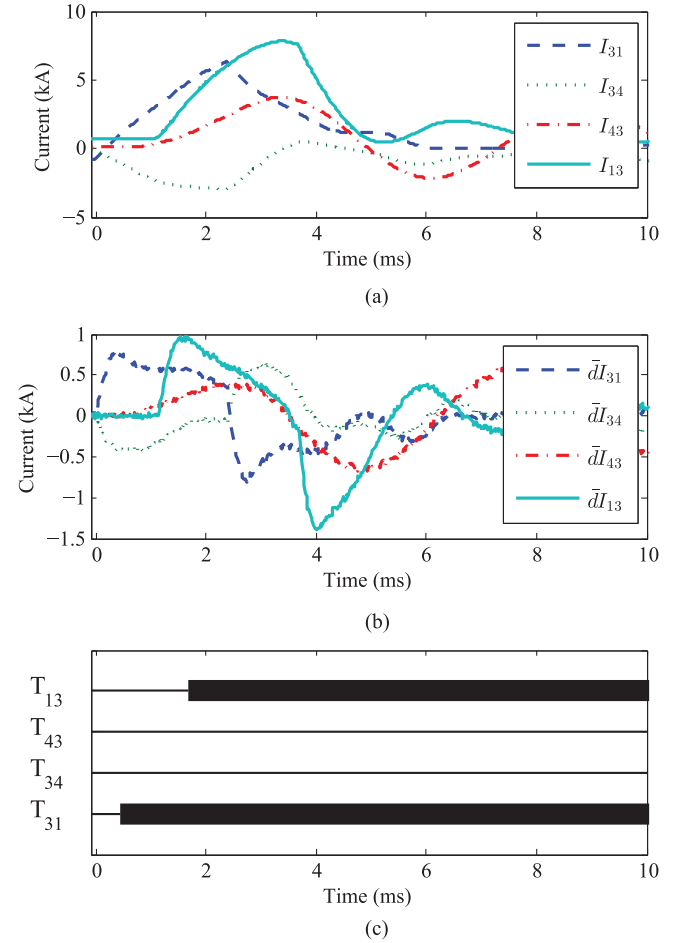 10
5
0
−5
Current (kA)
I31
I34
I43
I13
0 2 4 6 8 10
Time (ms)
(a)
1
0.5
0
−0.5
−1
−1.5
Current (kA)
d̄I31
d̄I34
d̄I43
d̄I13
0 2 4 6 8 10
Time (ms)
(b)
T13
T43
T34
T31
0 2 4 6 8 10
Time (ms)
(c)